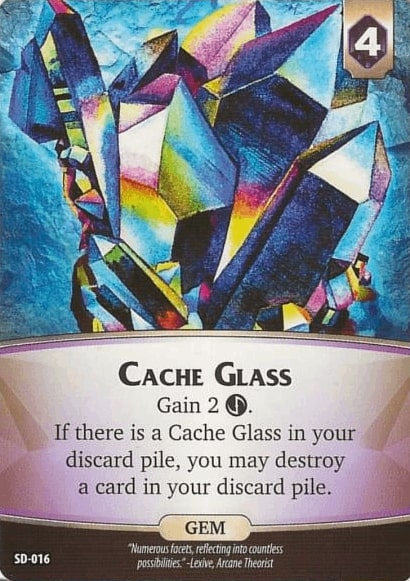 4
CACHE GLASS
Gain 2 .
If there is a Cache Glass in your
discard pile, you may destroy
a card in your discard pile.
GEM
"Numerous facets, reflecting into countless
possibilities." -Lexive, Arcane Theorist
SD-016